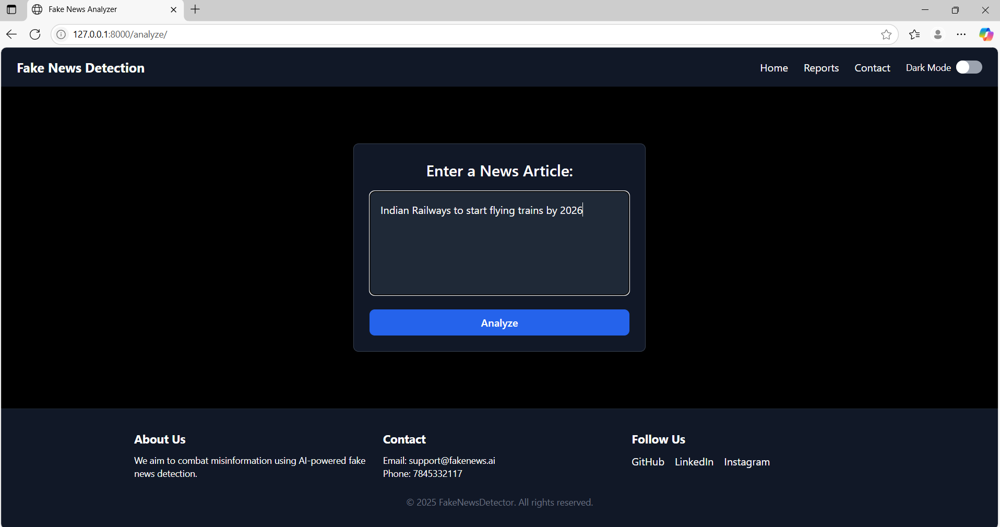 Fake News Analyzer
127.0.0.1:8000/analyze/
Fake News Detection
Home
Reports
Contact
Dark Mode
Enter a News Article:
Indian Railways to start flying trains by 2026
Analyze
About Us
We aim to combat misinformation using AI-powered fake
news detection.
Contact
Email: support@fakenews.ai
Phone: 7845332117
Follow Us
GitHub LinkedIn Instagram
© 2025 FakeNewsDetector. All rights reserved.